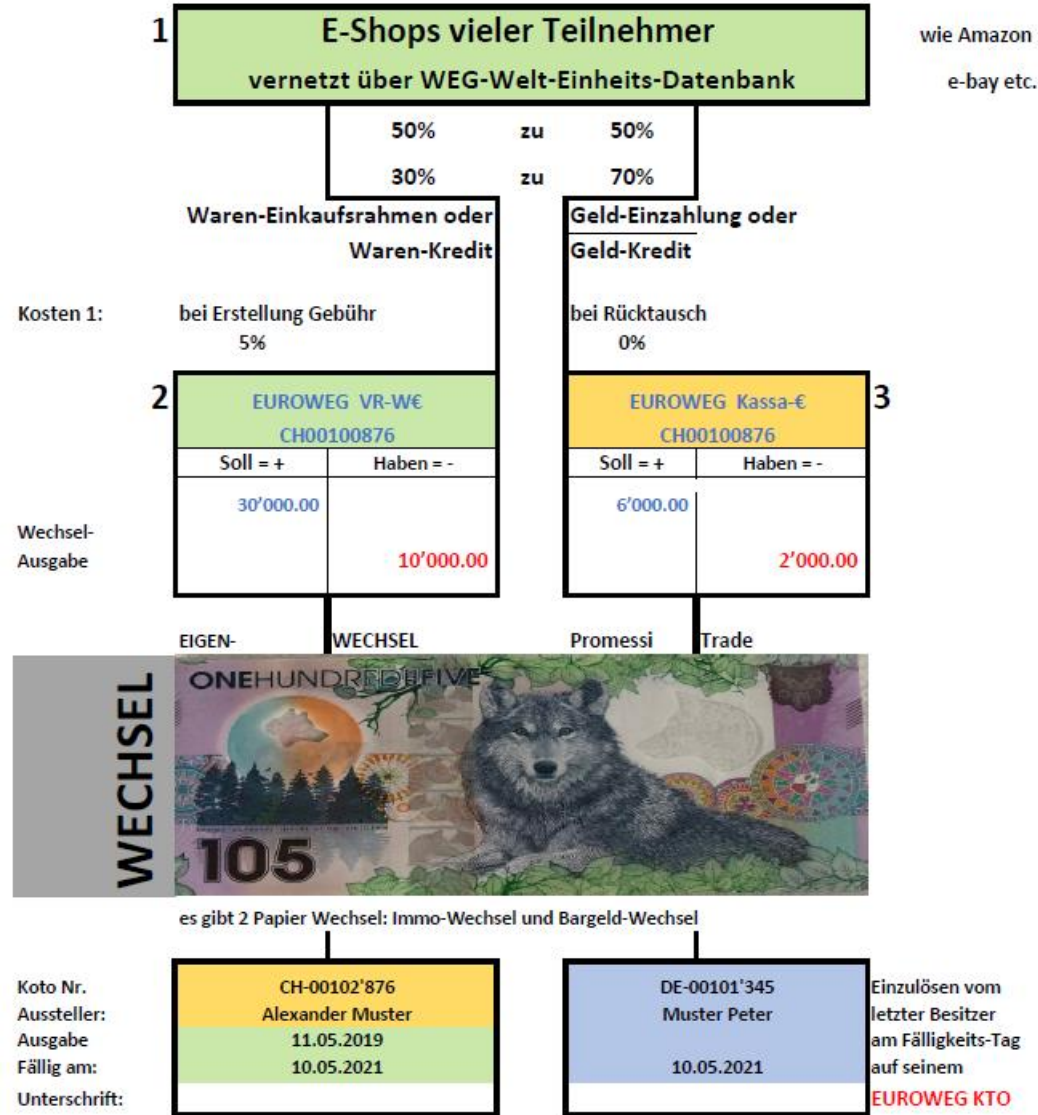 1 E-Shops vieler Teilnehmer wie Amazon
vernetzt über WEG-Welt-Einheits-Datenbank e-bay etc.
50% zu 50%
30% zu 70%
Waren-Einkaufsrahmen oder Geld-Einzahlung oder
Waren-Kredit Geld-Kredit
Kosten 1: bei Erstellung Gebühr bei Rücktausch
5% 0%
2 EUROWEG VR-W€ EUROWEG Kassa-€ 3
CH00100876 CH00100876
Soll = + Haben = - Soll = + Haben = -
30’000.00 6’000.00
Wechsel-
Ausgabe 10’000.00 2’000.00
EIGEN- WECHSEL Promessi Trade
WECHSEL
ONEHUNDRED&FIVE
105
es gibt 2 Papier Wechsel: Immo-Wechsel und Bargeld-Wechsel
Koto Nr. CH-00102'876 DE-00101'345 Einzulösen vom
Aussteller: Alexander Muster Muster Peter letzter Besitzer
Ausgabe 11.05.2019 am Fälligkeits-Tag
Fällig am: 10.05.2021 10.05.2021 auf seinem
Unterschrift: EUROWEG KTO